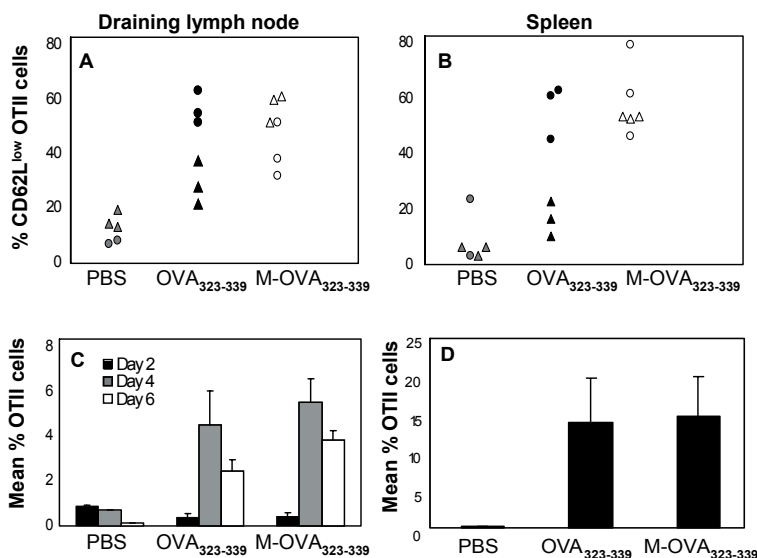 Draining lymph node
Spleen
% CD62L^low OTII cells
80
60
40
20
0
A
PBS
OVA323-339
M-OVA323-339
80
60
40
20
0
B
PBS
OVA323-339
M-OVA323-339
Mean % OTII cells
8
6
4
2
0
C
Day 2
Day 4
Day 6
PBS
OVA323-339
M-OVA323-339
Mean % OTII cells
25
20
15
10
5
0
D
PBS
OVA323-339
M-OVA323-339